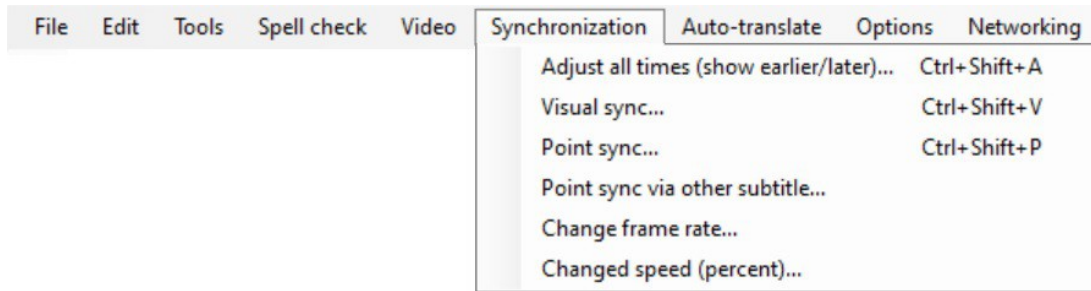 File Edit Tools Spell check Video Synchronization Auto-translate Options Networking
Adjust all times (show earlier/later)... Ctrl+Shift+A
Visual sync... Ctrl+Shift+V
Point sync... Ctrl+Shift+P
Point sync via other subtitle...
Change frame rate...
Changed speed (percent)...